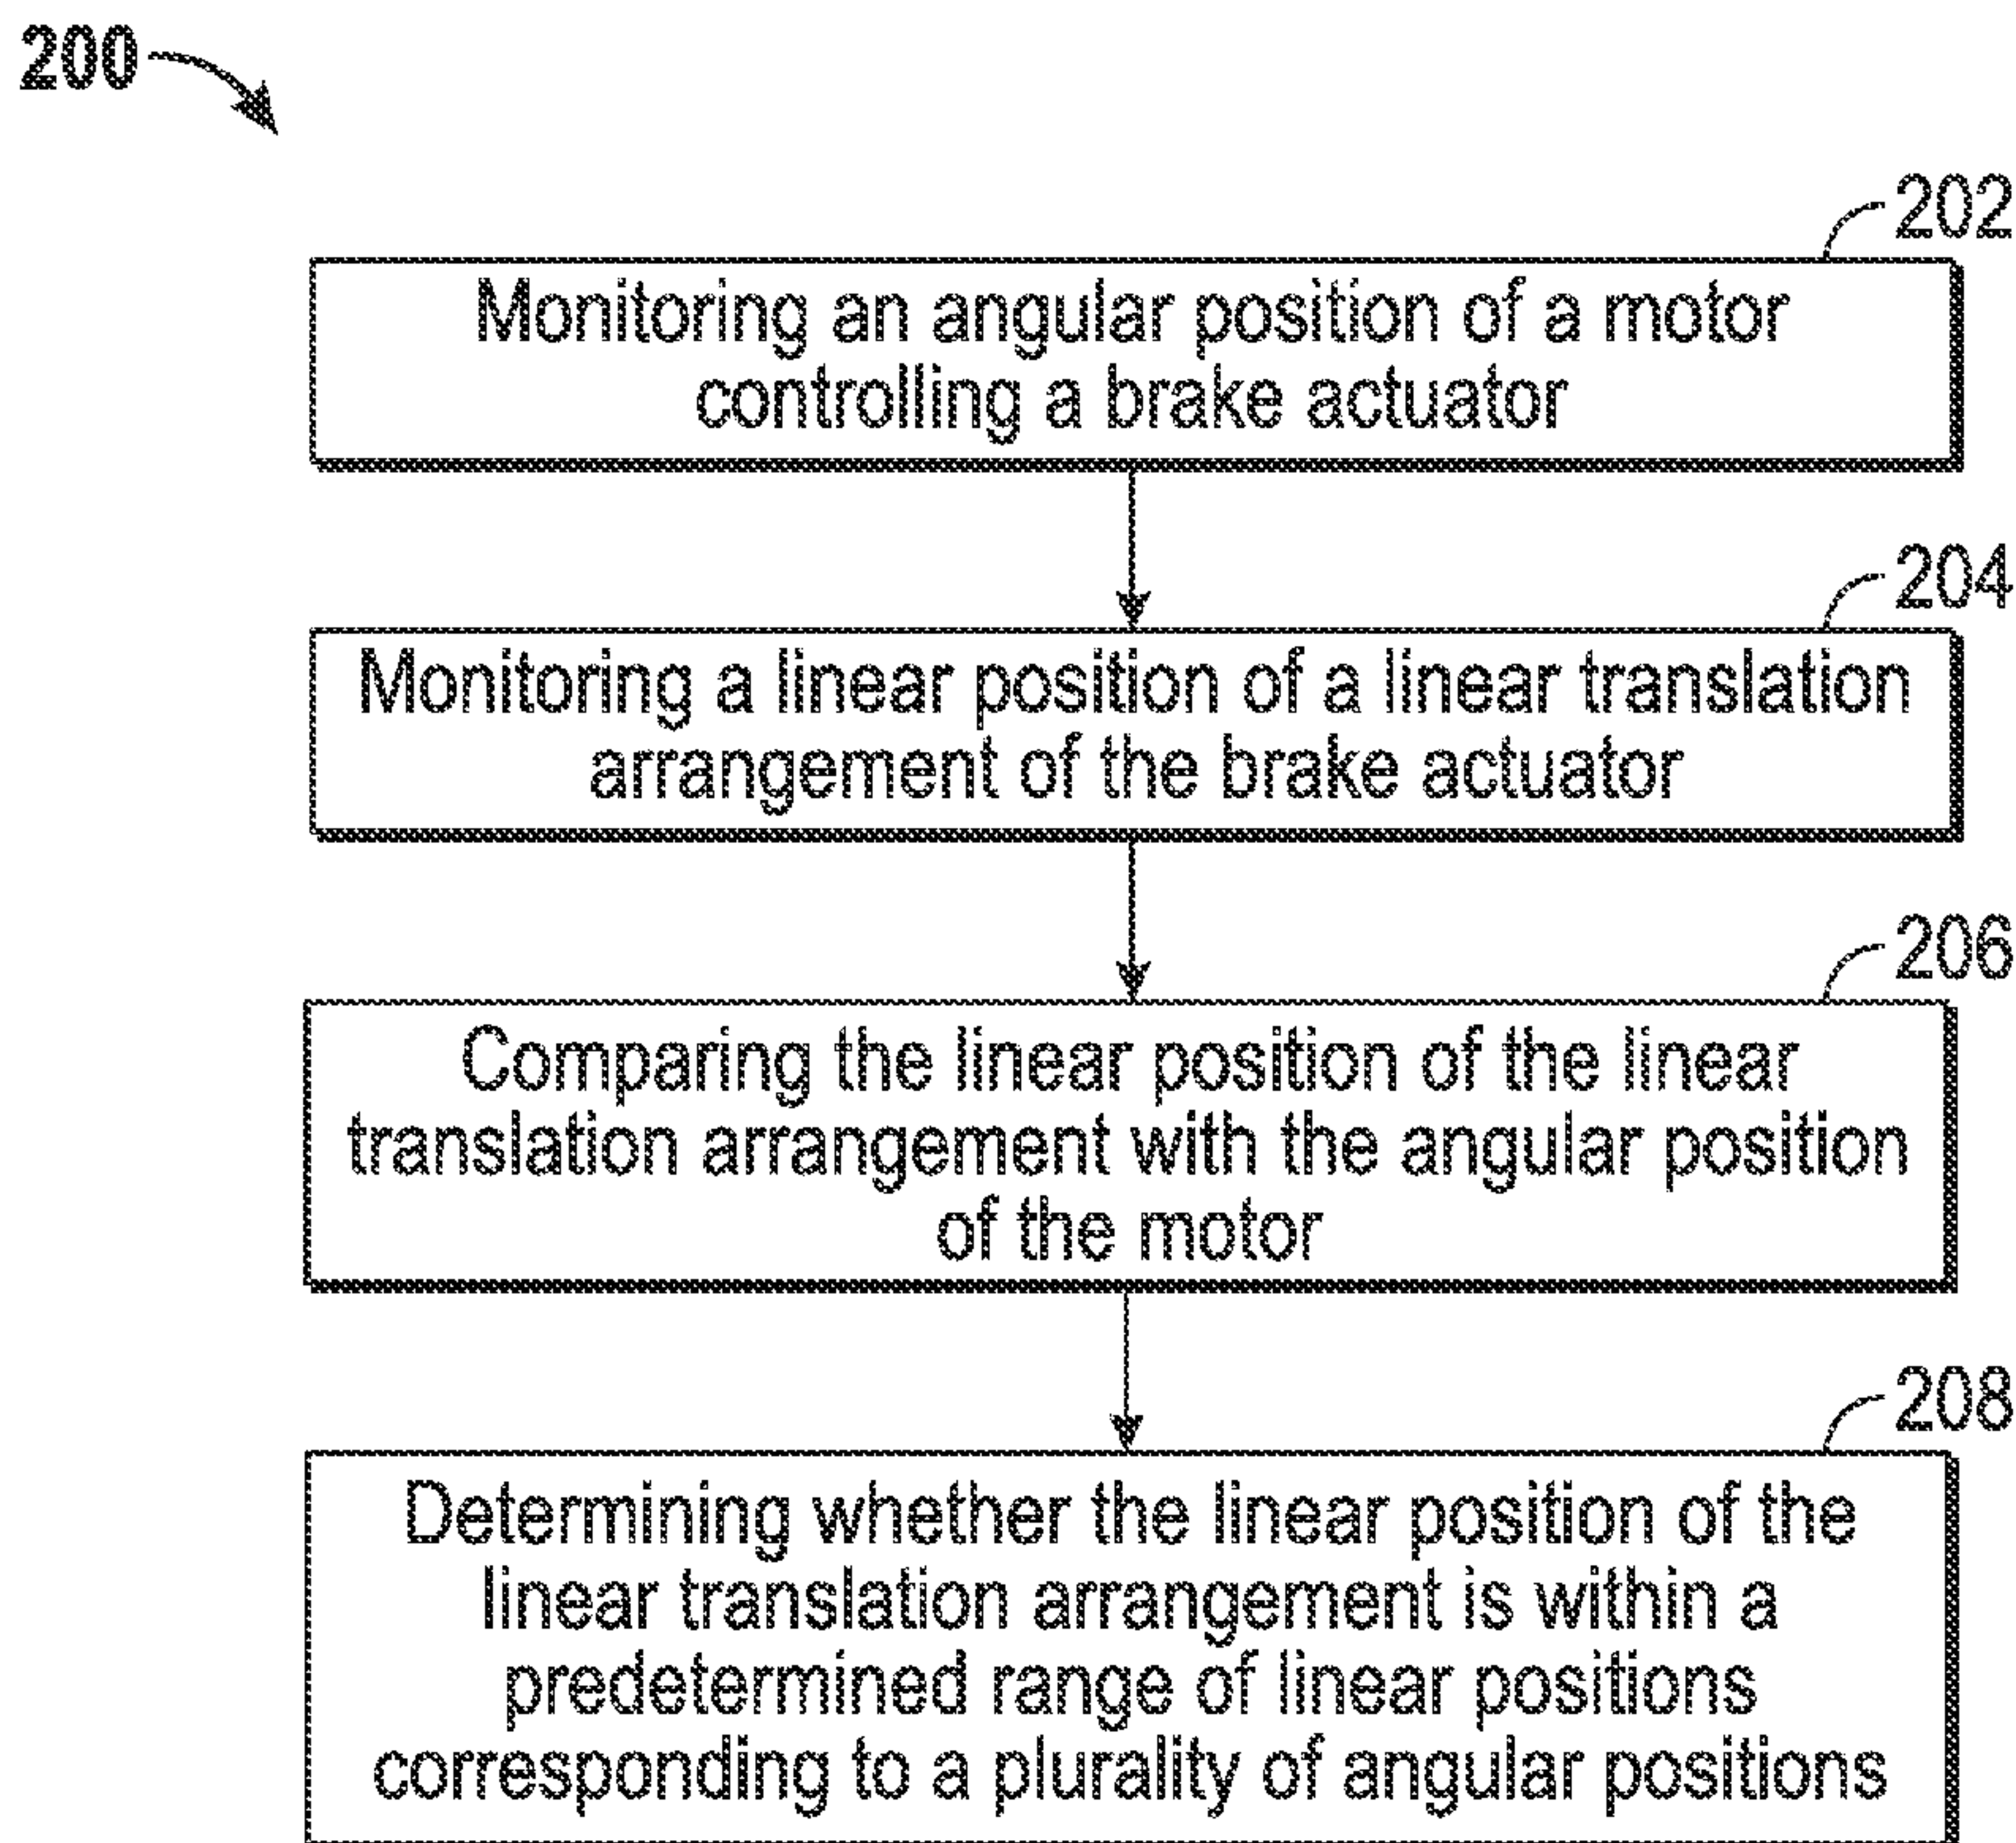 200
202
Monitoring an angular position of a motor
controlling a brake actuator
204
Monitoring a linear position of a linear translation
arrangement of the brake actuator
206
Comparing the linear position of the linear
translation arrangement with the angular position
of the motor
208
Determining whether the linear position of the
linear translation arrangement is within a
predetermined range of linear positions
corresponding to a plurality of angular positions